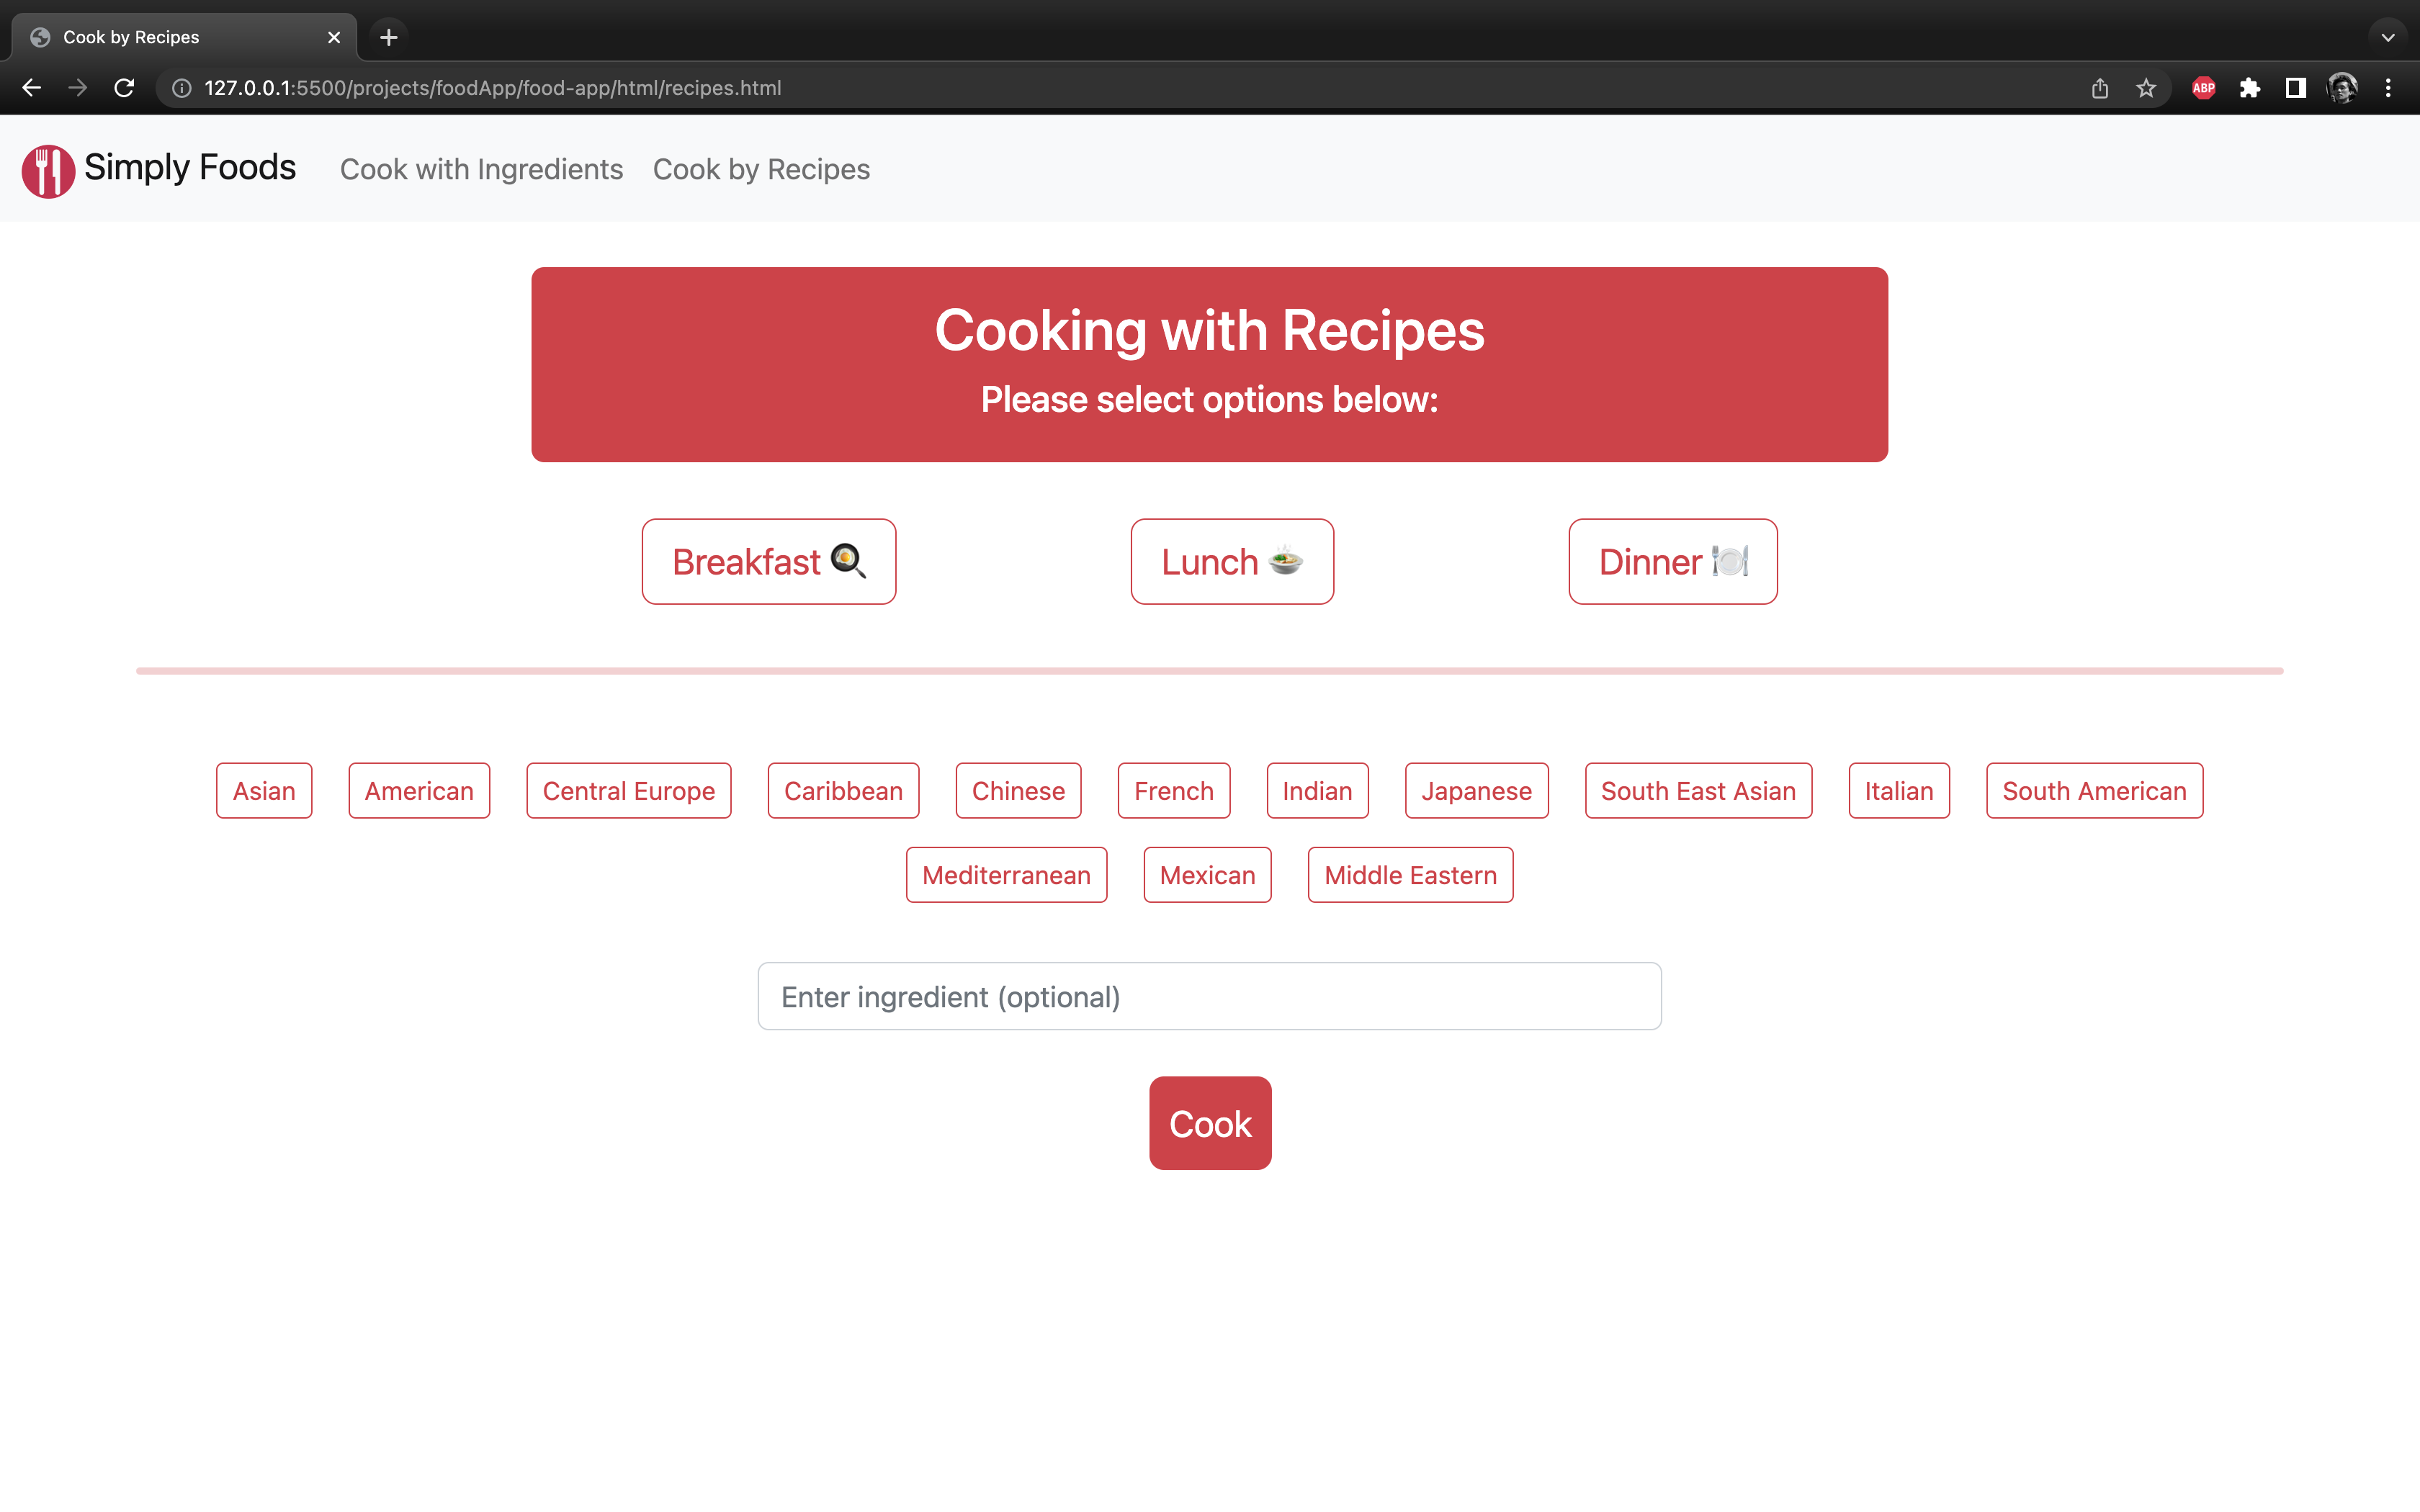 Cook by Recipes
127.0.0.1:5500/projects/foodApp/food-app/html/recipes.html
ABP
Simply Foods Cook with Ingredients Cook by Recipes
Cooking with Recipes
Please select options below:
Breakfast 🍳 Lunch 🍲 Dinner 🍽️
Asian American Central Europe Caribbean Chinese French Indian Japanese South East Asian Italian South American
Mediterranean Mexican Middle Eastern
Enter ingredient (optional)
Cook